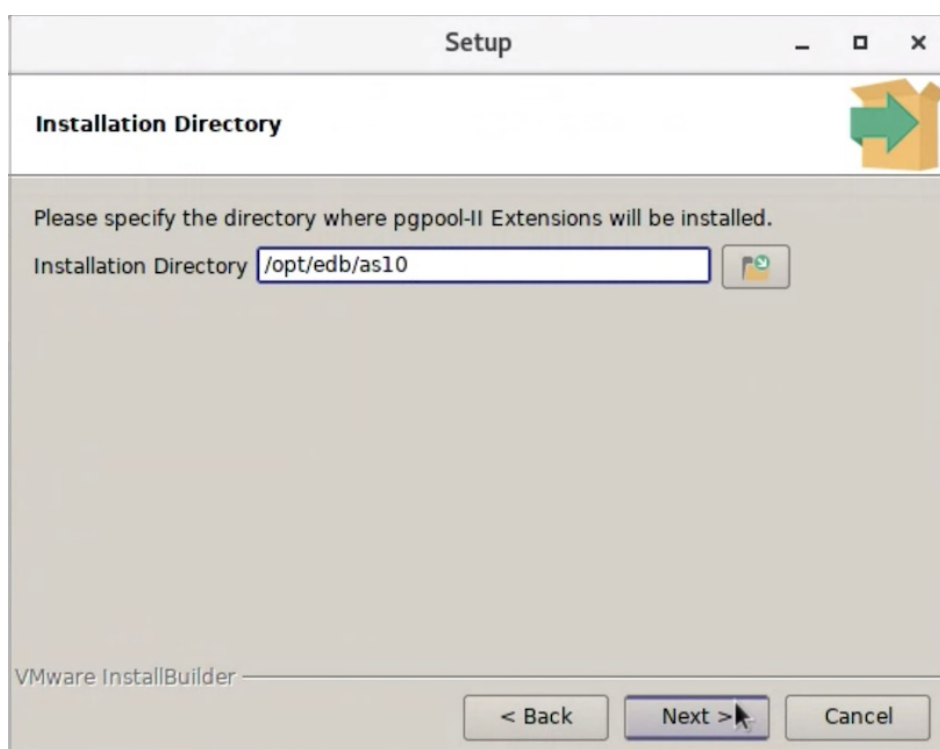 Setup
Installation Directory
Please specify the directory where pgpool-II Extensions will be installed.
Installation Directory /opt/edb/as10
VMware InstallBuilder
< Back Next > Cancel